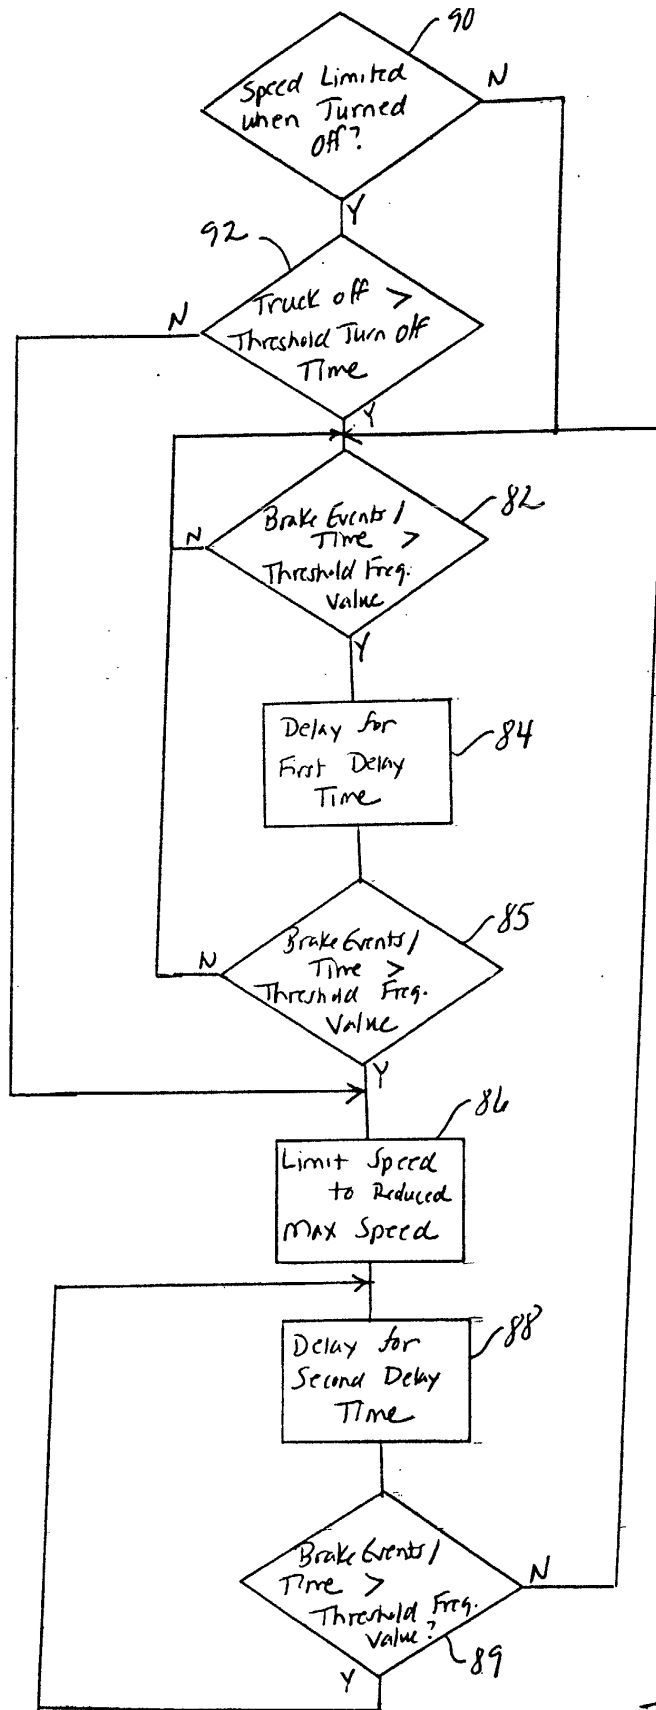 90
Speed Limited
when Turned
Off?
N
Y
92
Truck off >
Threshold Turn off
Time
N
Y
82
Brake Events/
Time >
Threshold Freq.
Value
N
Y
Delay for
First Delay
Time
84
85
Brake Events/
Time >
Threshold Freq.
Value
N
Y
86
Limit Speed
to Reduced
Max Speed
88
Delay for
Second Delay
Time
Brake Events/
Time >
Threshold Freq.
Value?
N
89
Y